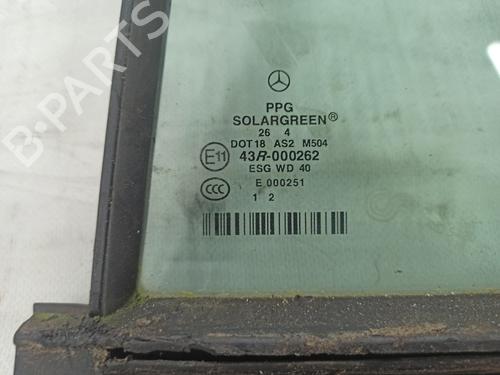 B-PARTS
PPG
SOLARGREEN®
26 4
DOT18 AS2 M504
E11 43R-000262
ESG WD 40
CCC E 000251
1 2